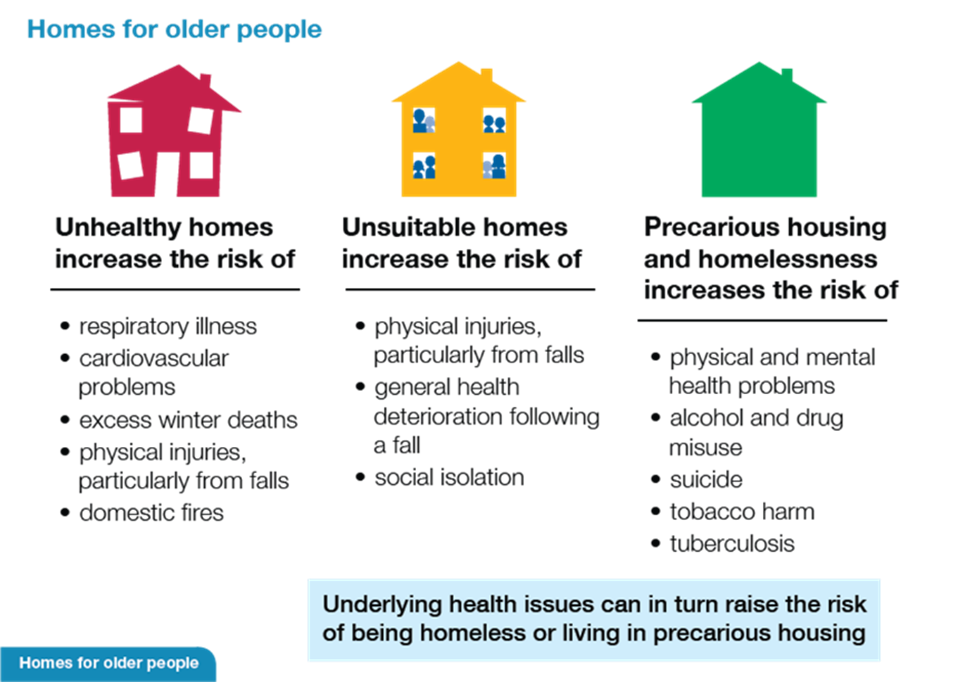 Homes for older people
Unhealthy homes
increase the risk of
• respiratory illness
• cardiovascular
problems
• excess winter deaths
• physical injuries,
particularly from falls
• domestic fires
Unsuitable homes
increase the risk of
• physical injuries,
particularly from falls
• general health
deterioration following
a fall
• social isolation
Precarious housing
and homelessness
increases the risk of
• physical and mental
health problems
• alcohol and drug
misuse
• suicide
• tobacco harm
• tuberculosis
Underlying health issues can in turn raise the risk
of being homeless or living in precarious housing
Homes for older people